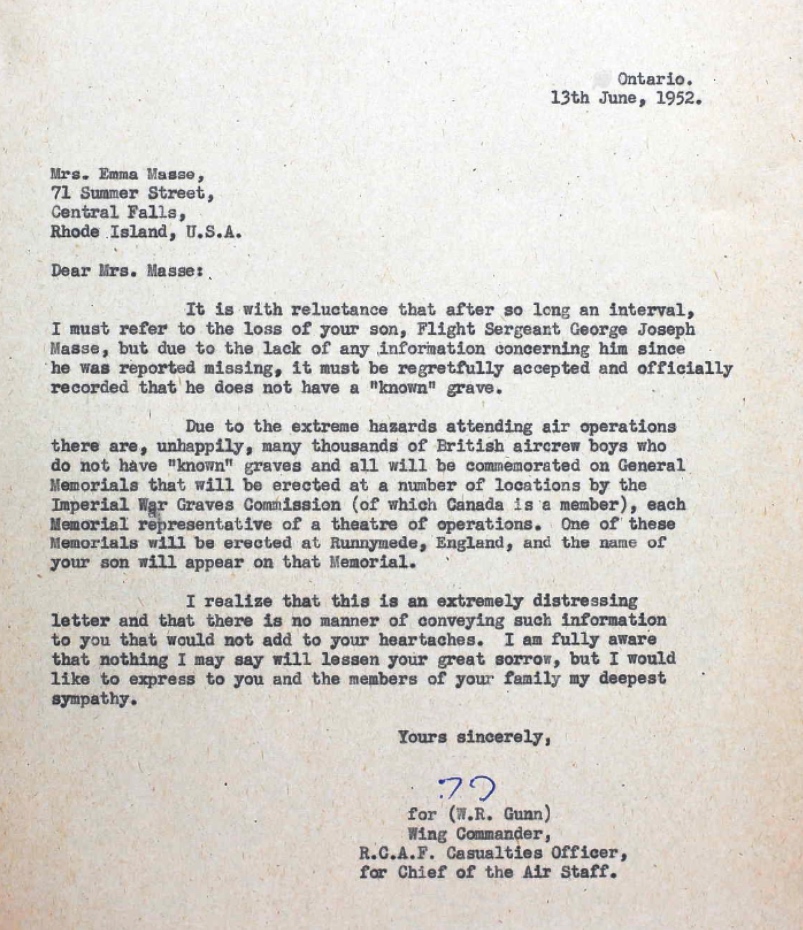 Ontario.
13th June, 1952.
Mrs. Emma Masse,
71 Summer Street,
Central Falls,
Rhode Island, U.S.A.
Dear Mrs. Masse:
It is with reluctance that after so long an interval,
I must refer to the loss of your son, Flight Sergeant George Joseph
Masse, but due to the lack of any information concerning him since
he was reported missing, it must be regretfully accepted and officially
recorded that he does not have a "known" grave.
Due to the extreme hazards attending air operations
there are, unhappily, many thousands of British aircrew boys who
do not have "known" graves and all will be commemorated on General
Memorials that will be erected at a number of locations by the
Imperial War Graves Commission (of which Canada is a member), each
Memorial representative of a theatre of operations. One of these
Memorials will be erected at Runnymede, England, and the name of
your son will appear on that Memorial.
I realize that this is an extremely distressing
letter and that there is no manner of conveying such information
to you that would not add to your heartaches. I am fully aware
that nothing I may say will lessen your great sorrow, but I would
like to express to you and the members of your family my deepest
sympathy.
Yours sincerely,
for (W.R. Gunn)
Wing Commander,
R.C.A.F. Casualties Officer,
for Chief of the Air Staff.